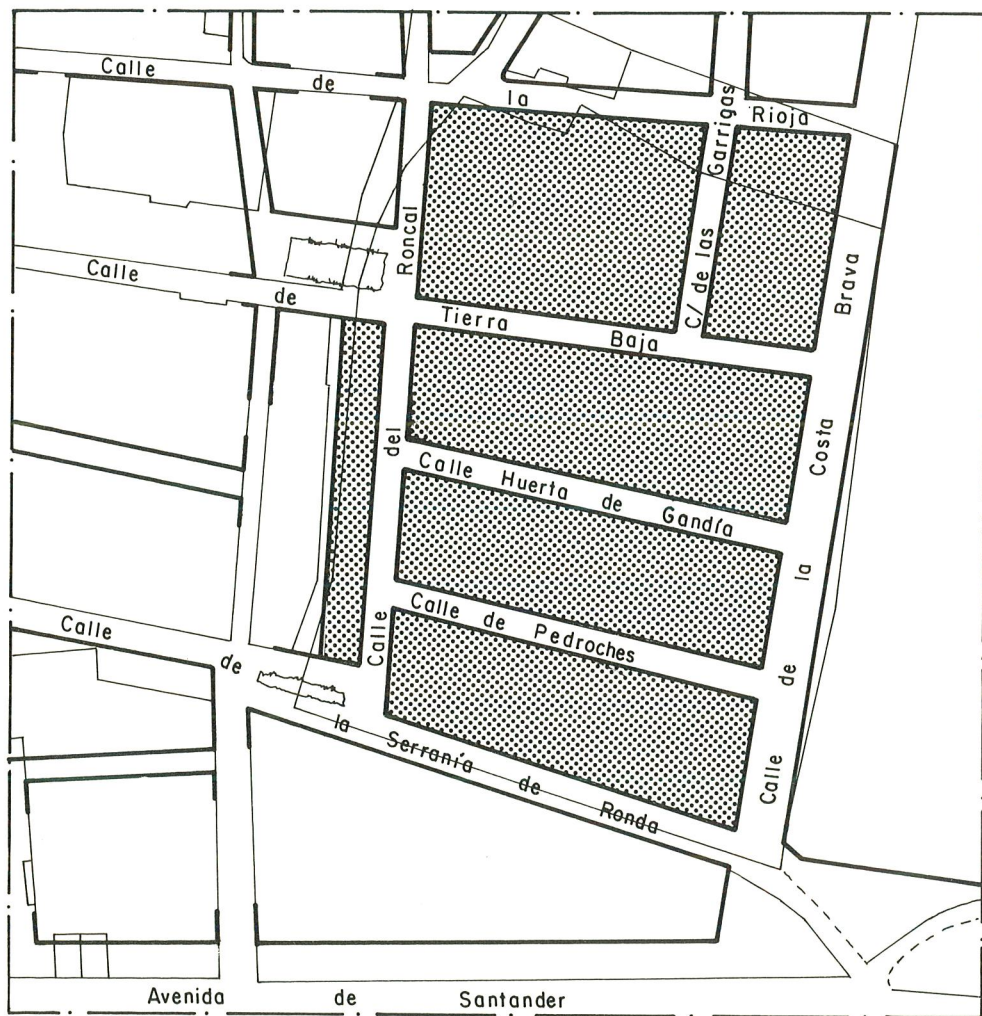 Calle de la Rioja
C/ de las Garrigas
Calle de Tierra Baja
Calle del Roncal
Calle Huerta de Gandía
Calle de Pedroches
Calle de la Costa Brava
Calle de la Serranía de Ronda
Avenida de Santander